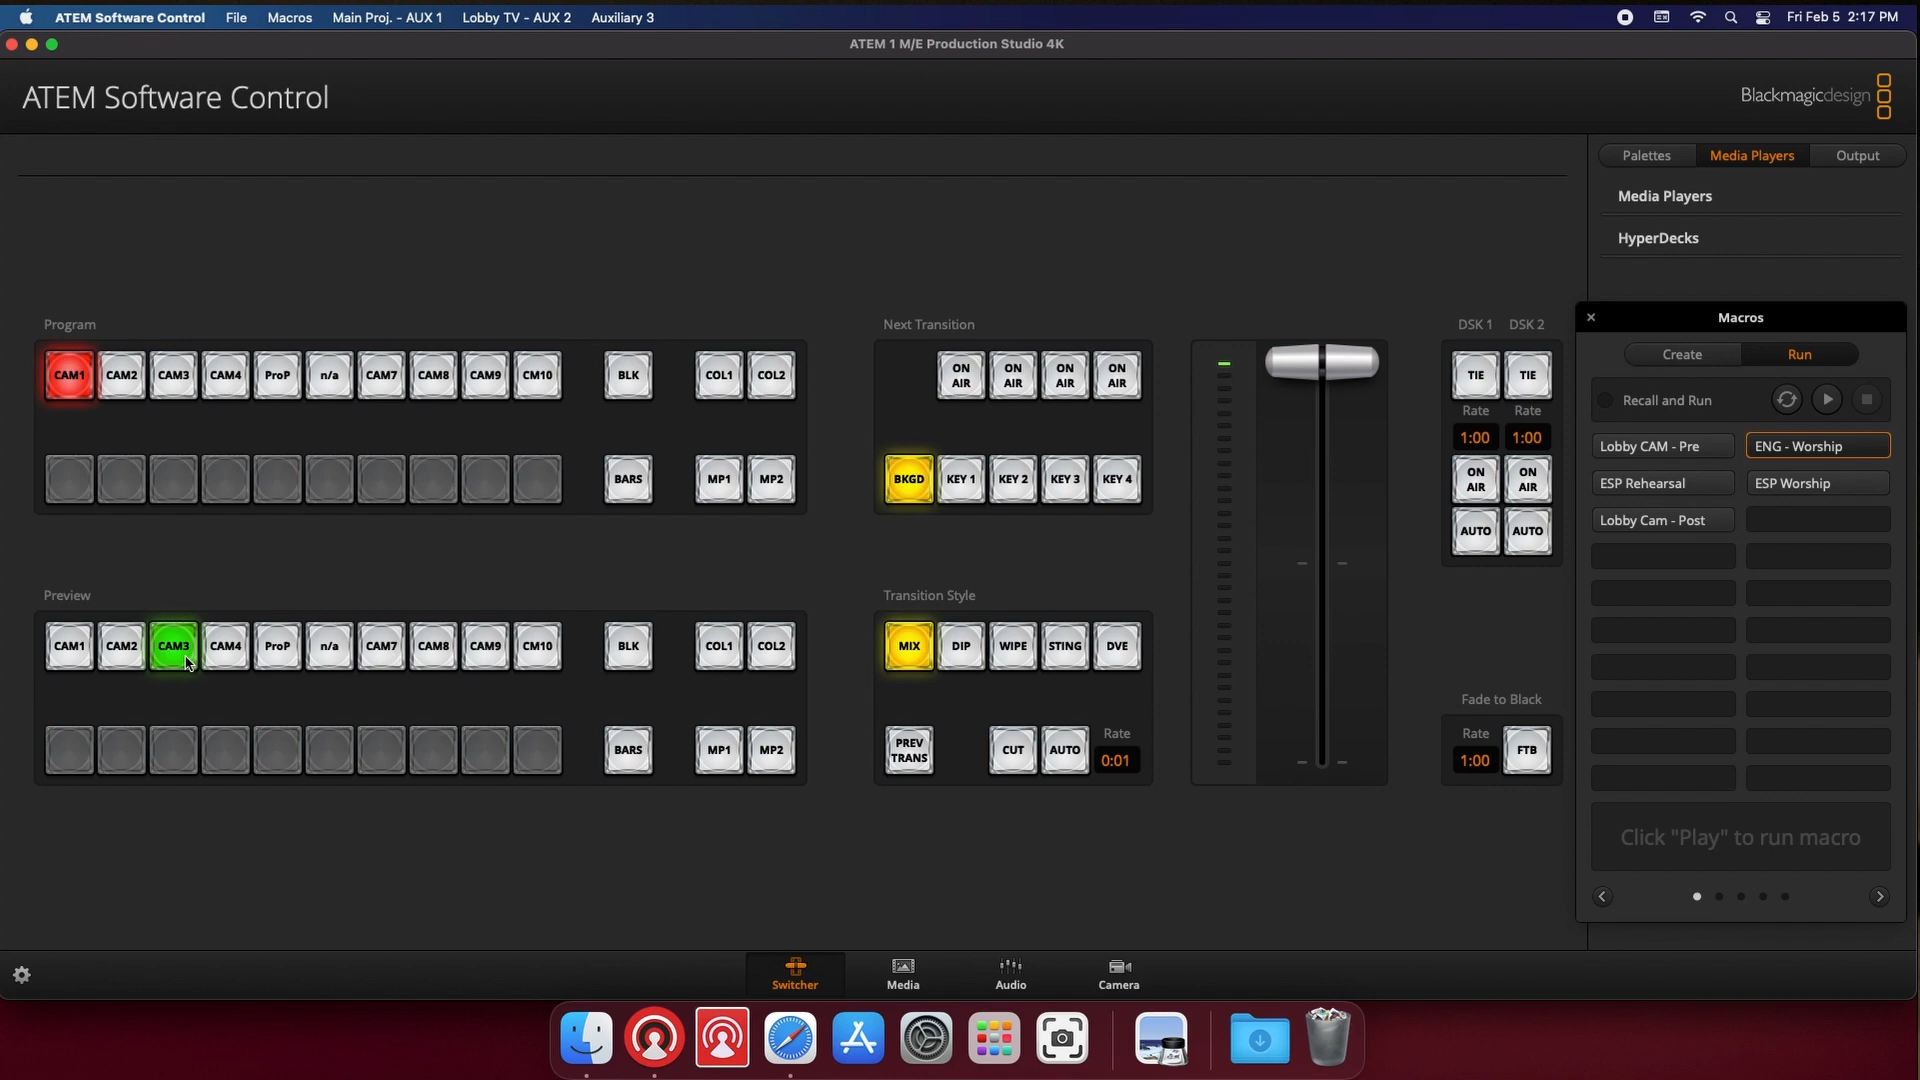 ATEM Software Control File Macros Main Proj. - AUX 1 Lobby TV - AUX 2 Auxiliary 3 Fri Feb 5 2:17 PM
ATEM 1 M/E Production Studio 4K
ATEM Software Control
Blackmagicdesign
Palettes Media Players Output
Media Players
HyperDecks
Program
CAM1 CAM2 CAM3 CAM4 ProP n/a CAM7 CAM8 CAM9 CM10 BLK COL1 COL2
BARS MP1 MP2
Next Transition
ON AIR ON AIR ON AIR ON AIR
BKGD KEY 1 KEY 2 KEY 3 KEY 4
DSK 1 DSK 2
TIE TIE
Rate Rate
1:00 1:00
ON AIR ON AIR
AUTO AUTO
Preview
CAM1 CAM2 CAM3 CAM4 ProP n/a CAM7 CAM8 CAM9 CM10 BLK COL1 COL2
BARS MP1 MP2
Transition Style
MIX DIP WIPE STING DVE
PREV TRANS CUT AUTO Rate
0:01
Fade to Black
Rate
1:00 FTB
Macros
Create Run
Recall and Run
Lobby CAM - Pre ENG - Worship
ESP Rehearsal ESP Worship
Lobby Cam - Post
Click "Play" to run macro
Switcher Media Audio Camera